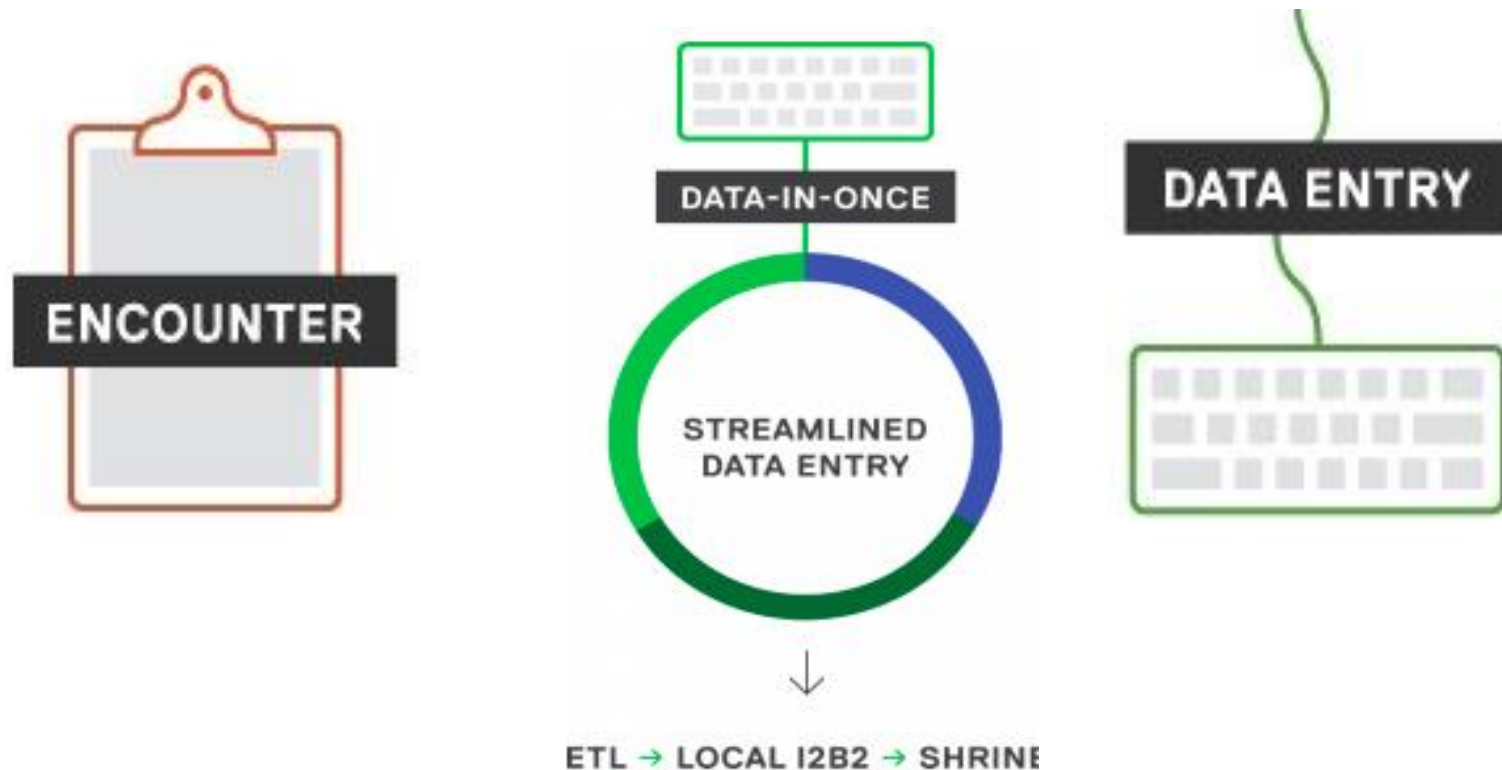 ENCOUNTER
DATA-IN-ONCE
STREAMLINED
DATA ENTRY
ETL → LOCAL I2B2 → SHRINE
DATA ENTRY